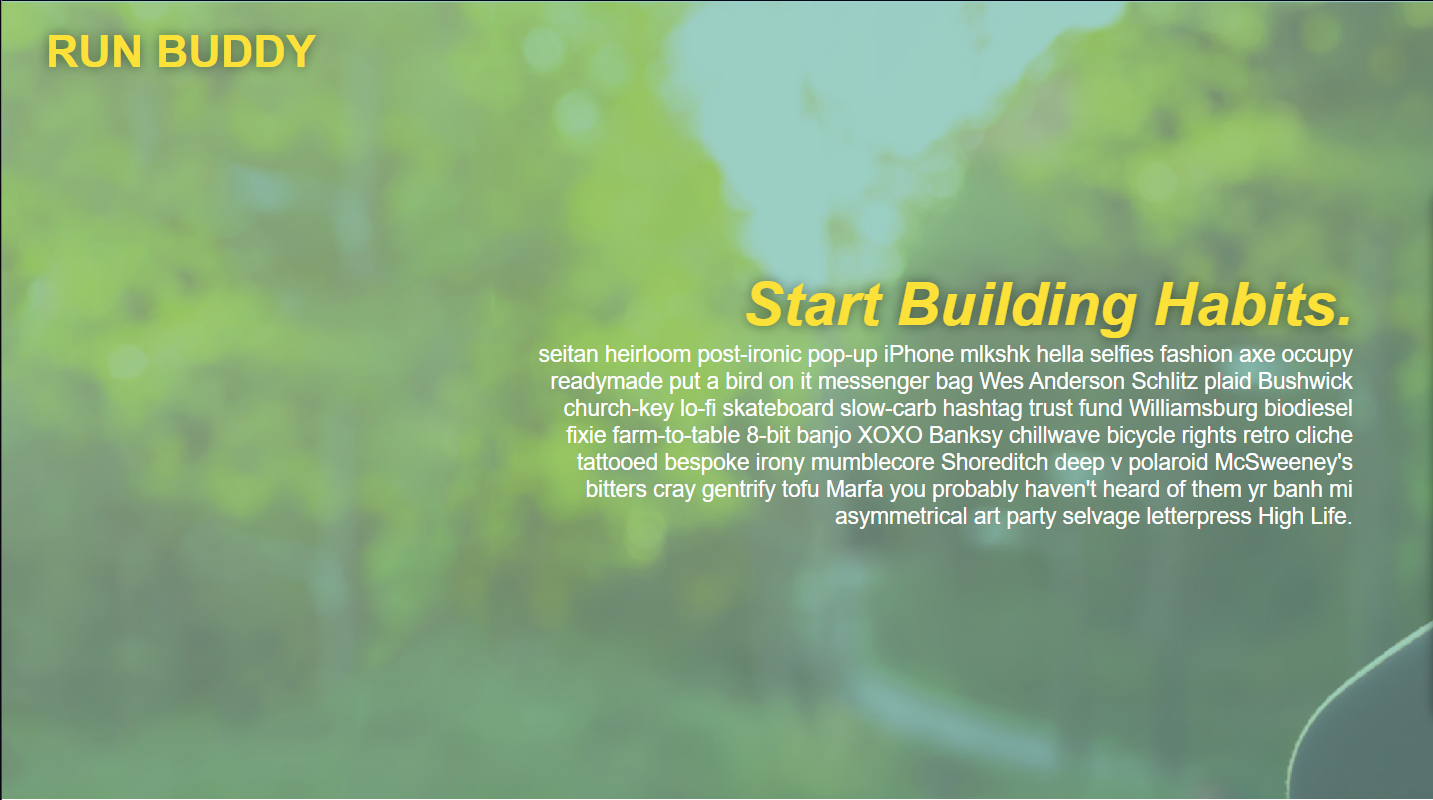 RUN BUDDY
Start Building Habits.
seitan heirloom post-ironic pop-up iPhone mlkshk hella selfies fashion axe occupy
readymade put a bird on it messenger bag Wes Anderson Schlitz plaid Bushwick
church-key lo-fi skateboard slow-carb hashtag trust fund Williamsburg biodiesel
fixie farm-to-table 8-bit banjo XOXO Banksy chillwave bicycle rights retro cliche
tattooed bespoke irony mumblecore Shoreditch deep v polaroid McSweeney's
bitters cray gentrify tofu Marfa you probably haven't heard of them yr banh mi
asymmetrical art party selvage letterpress High Life.